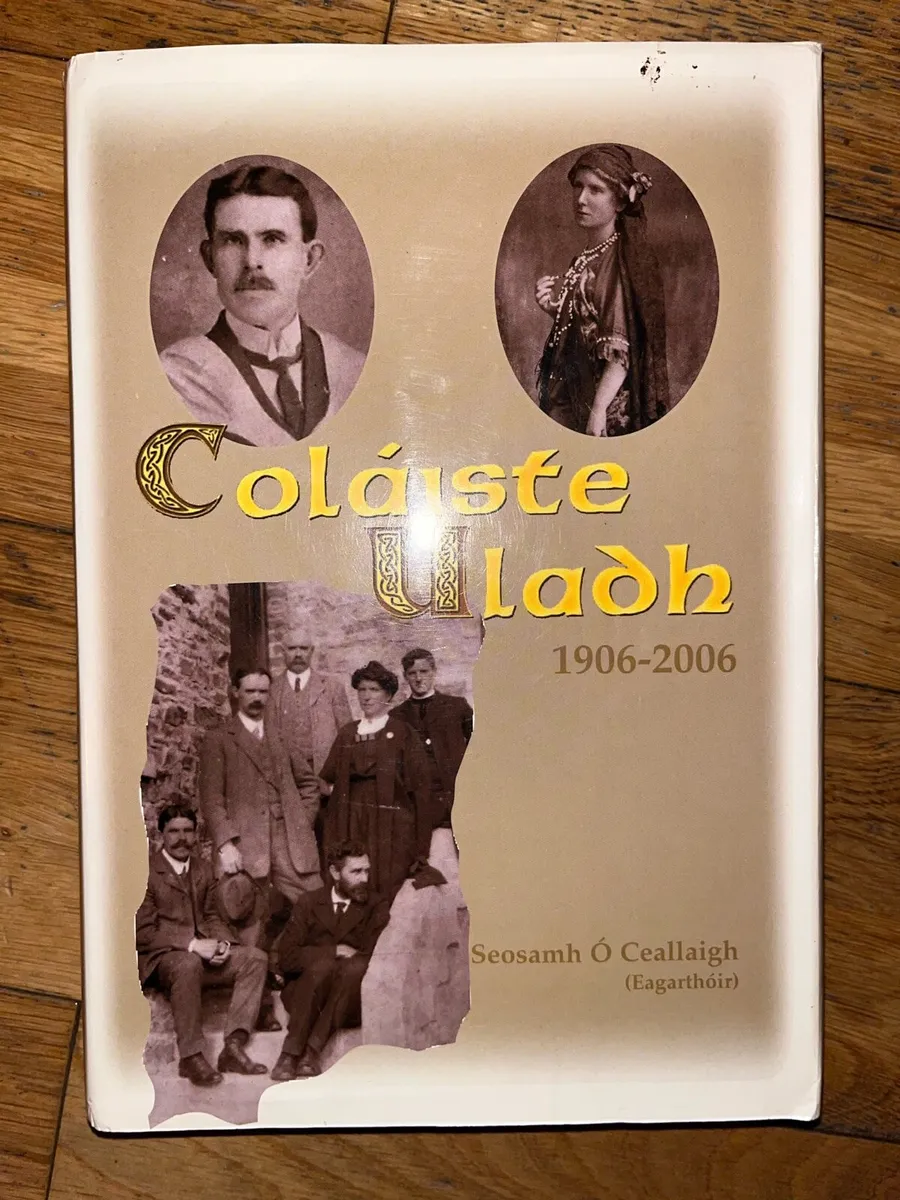 Coláiste
Uladh
1906-2006
Seosamh Ó Ceallaigh
(Eagarthóir)